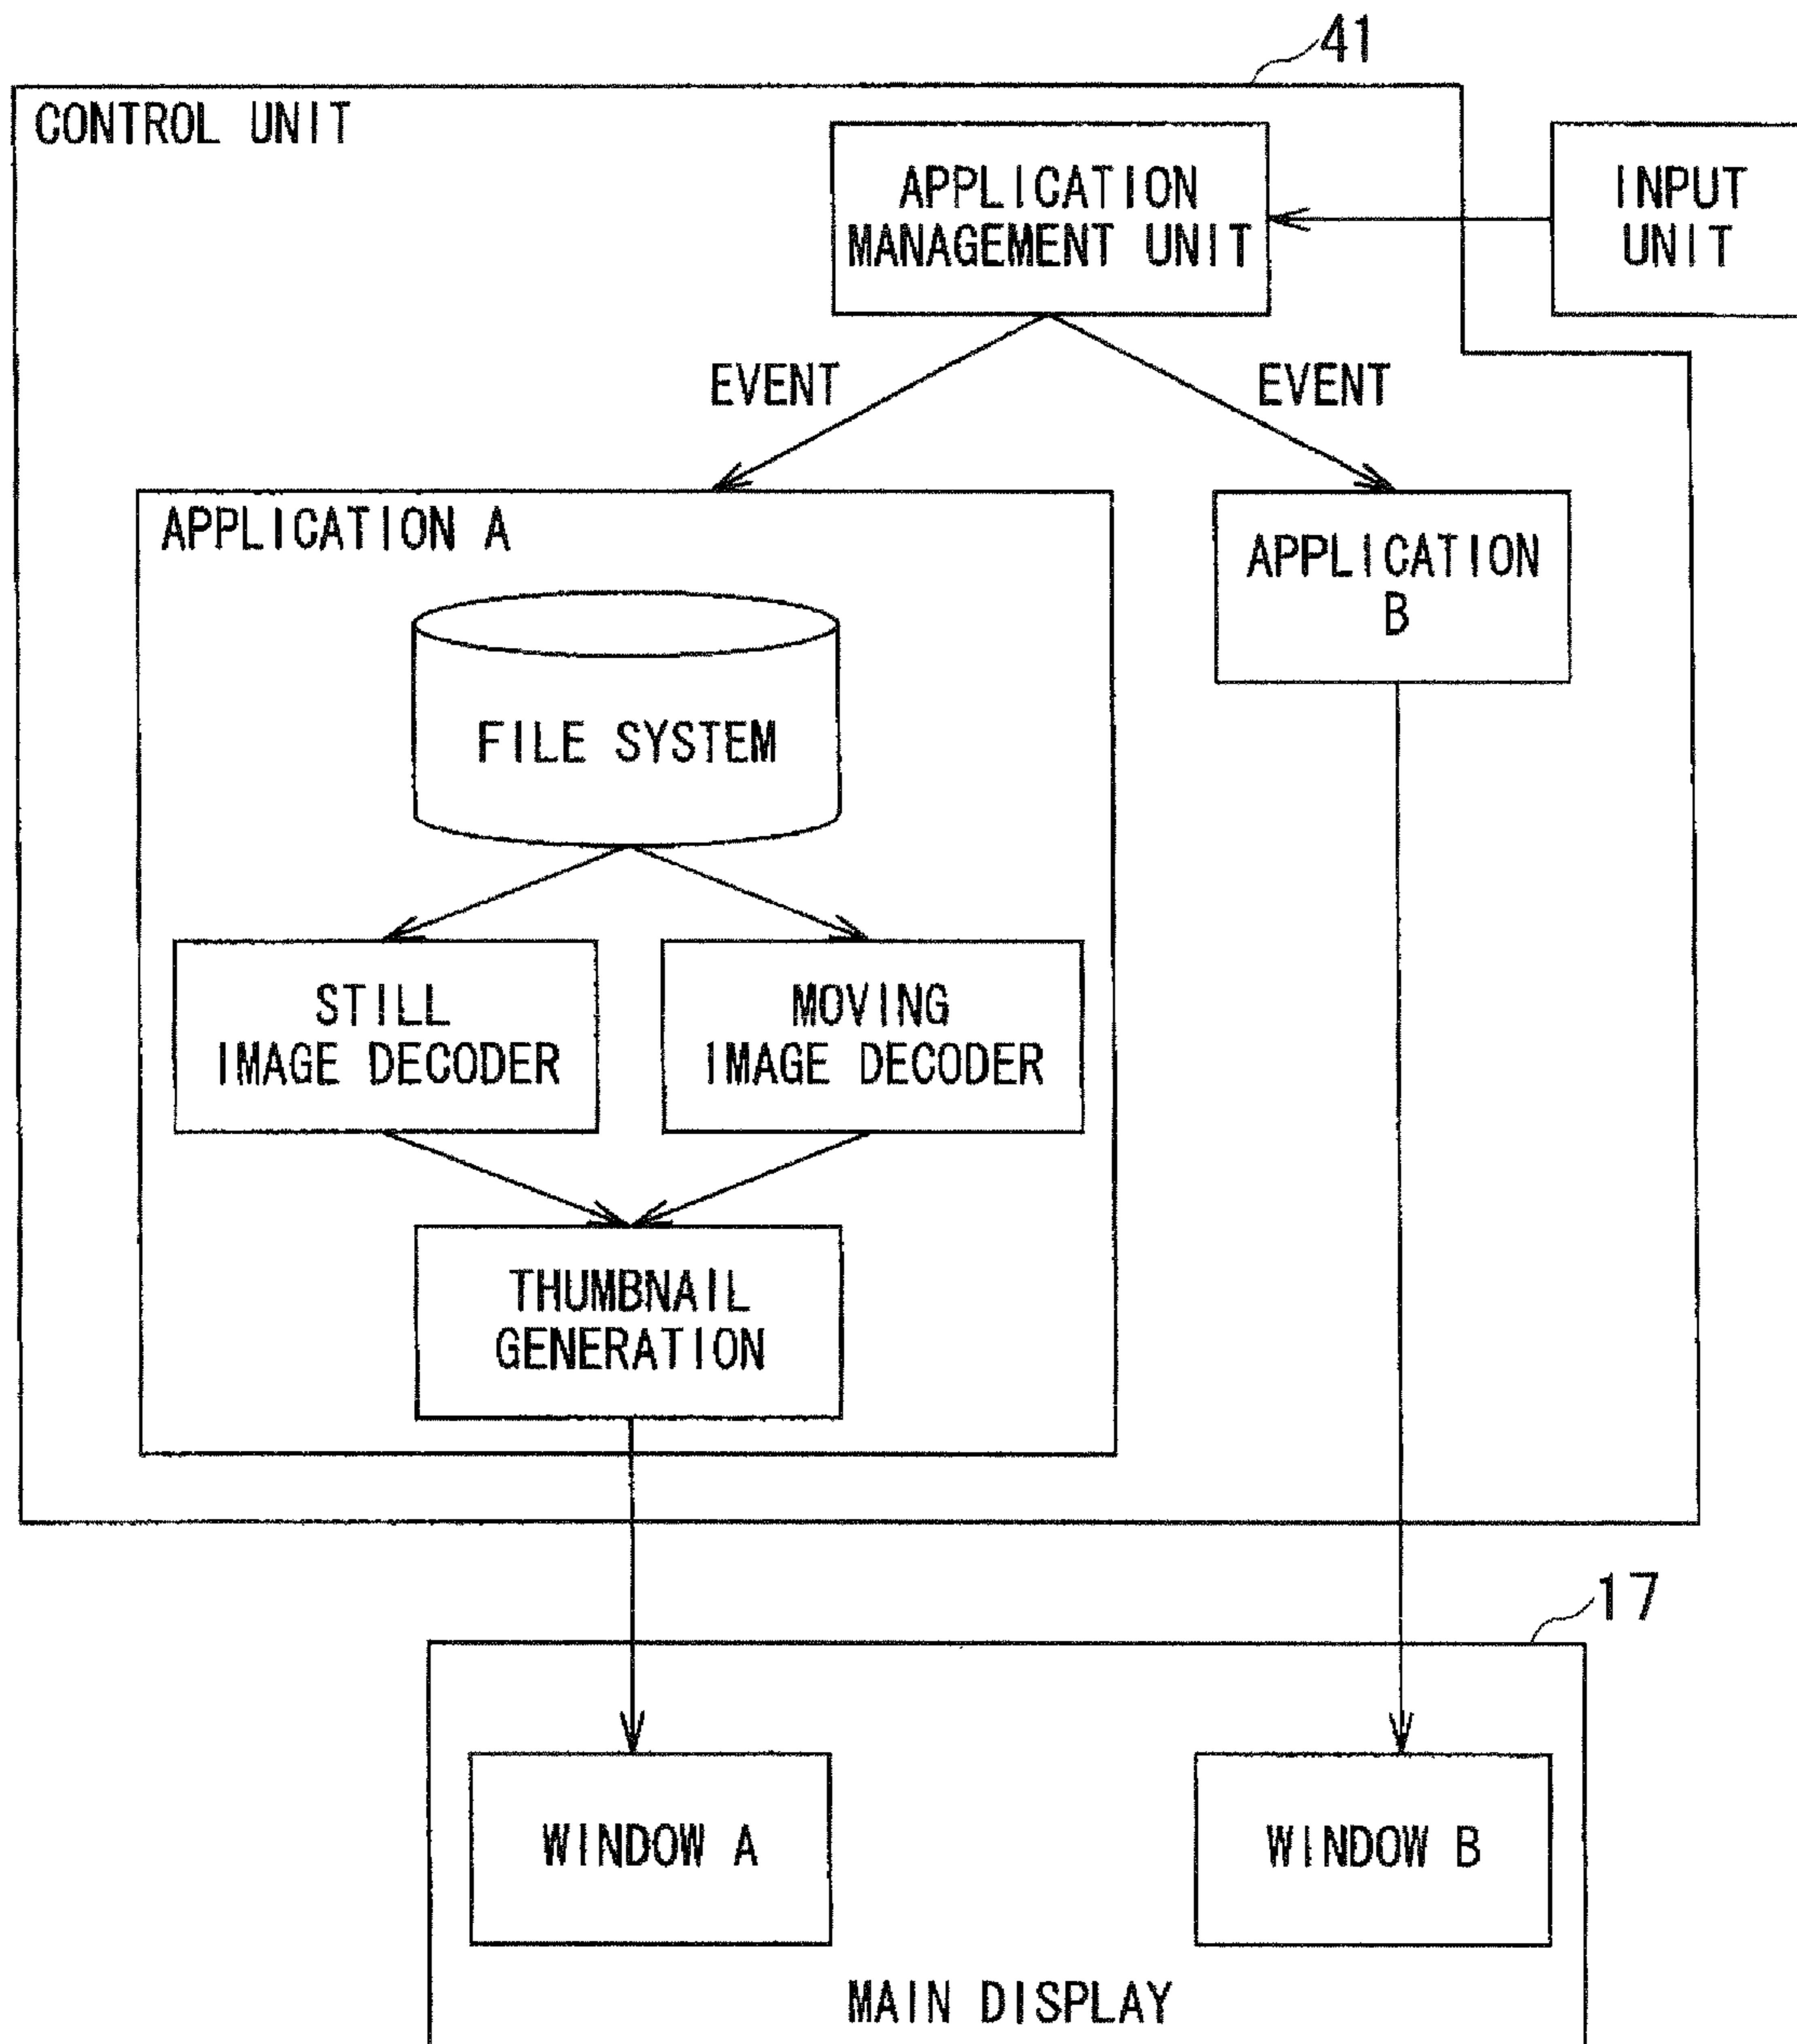 41
CONTROL UNIT
APPLICATION
MANAGEMENT UNIT
INPUT
UNIT
EVENT
EVENT
APPLICATION A
APPLICATION
B
FILE SYSTEM
STILL
IMAGE DECODER
MOVING
IMAGE DECODER
THUMBNAIL
GENERATION
17
WINDOW A
WINDOW B
MAIN DISPLAY